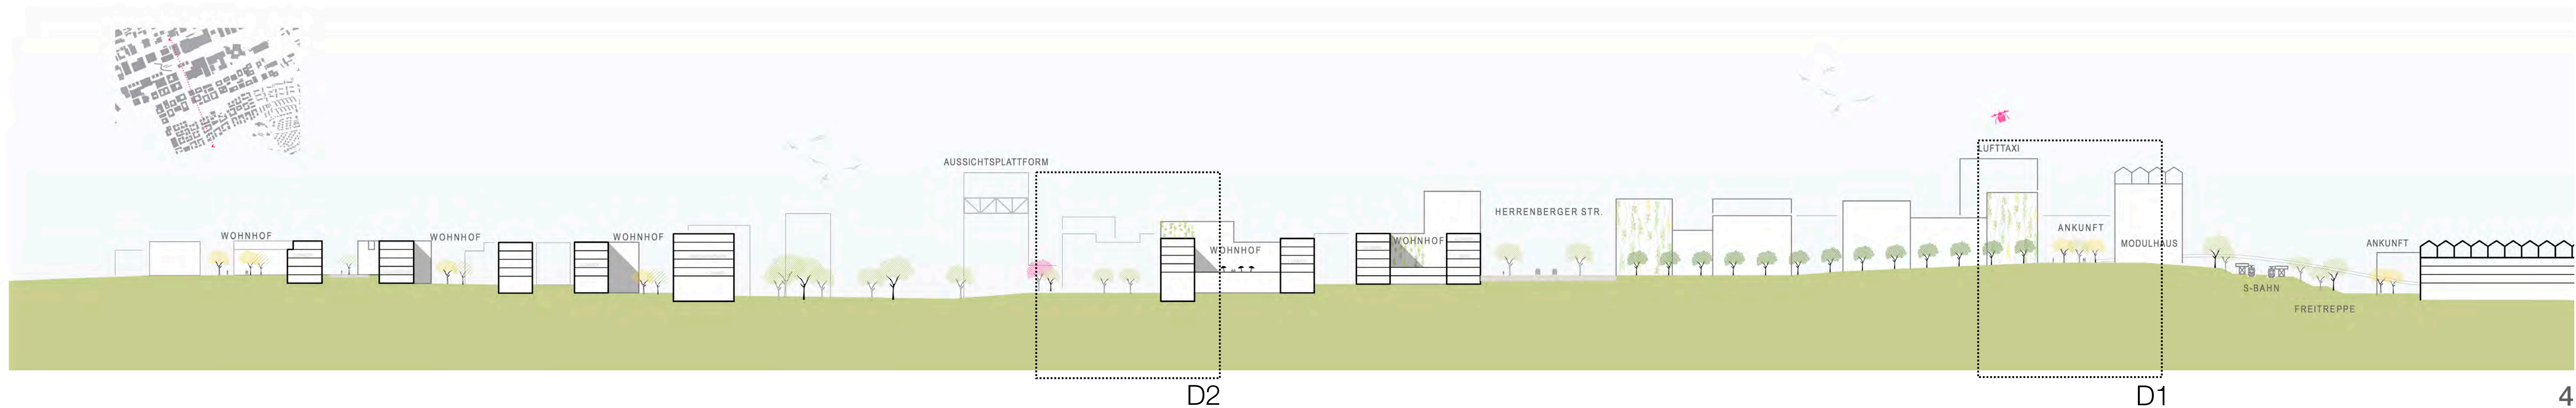 LUFTTAXI
AUSSICHTSPLATTFORM
HERRENBERGER STR.
ANKUNFT
WOHNHOF
WOHNHOF
WOHNHOF
WOHNHOF
WOHNHOF
MODULHAUS
ANKUNFT
S-BAHN
FREITREPPE
D2
D1
4